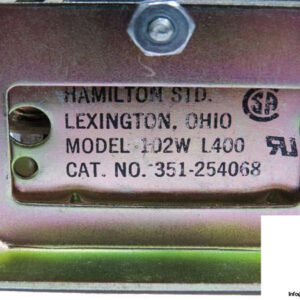 HAMILTON STD.
LEXINGTON, OHIO
MODEL 102W L400
CAT. NO. 351-254068